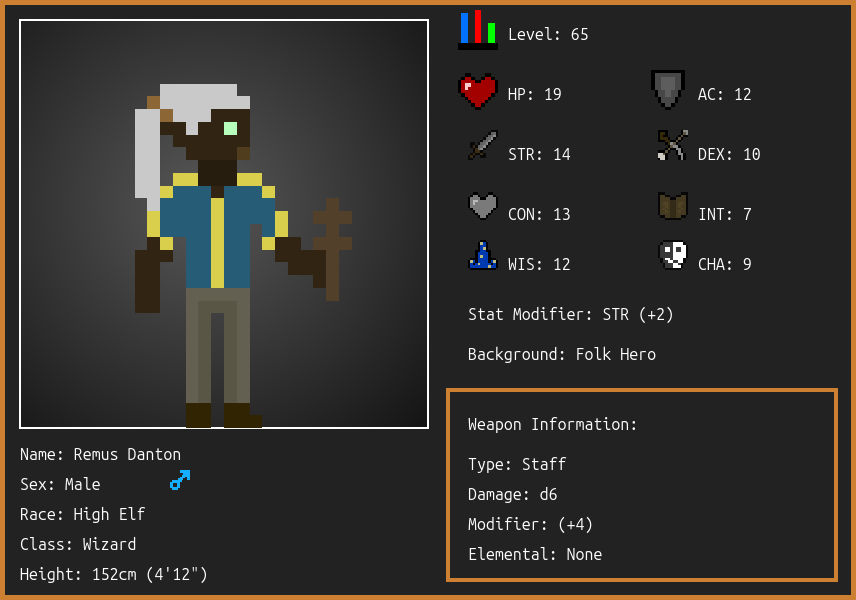 Level: 65
HP: 19
AC: 12
STR: 14
DEX: 10
CON: 13
INT: 7
WIS: 12
CHA: 9
Stat Modifier: STR (+2)
Background: Folk Hero
Weapon Information:
Type: Staff
Damage: d6
Modifier: (+4)
Elemental: None
Name: Remus Danton
Sex: Male
Race: High Elf
Class: Wizard
Height: 152cm (4'12")